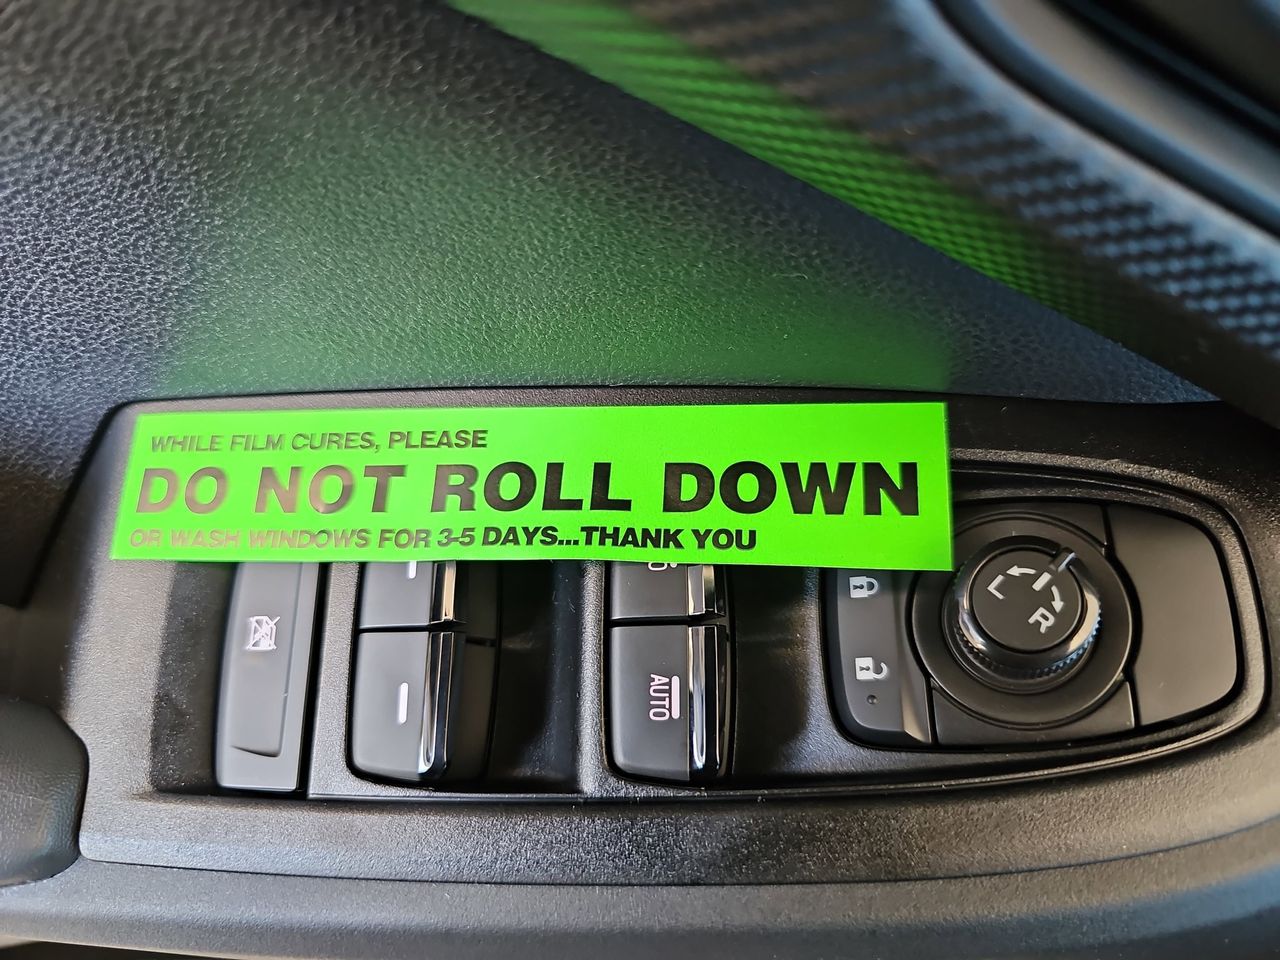 WHILE FILM CURES, PLEASE
DO NOT ROLL DOWN
OR WASH WINDOWS FOR 3-5 DAYS...THANK YOU
L R
AUTO